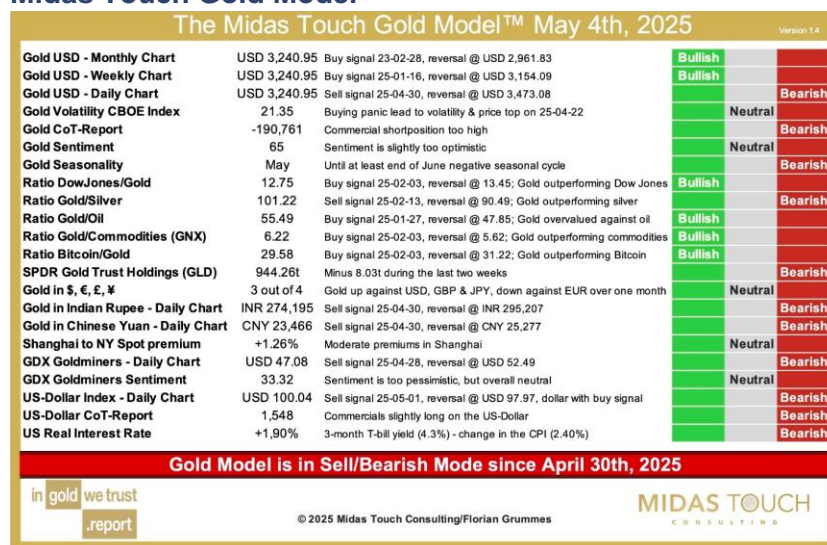 Midas Touch Gold Model
The Midas Touch Gold Model™ May 4th, 2025
Version 1.4
Gold USD - Monthly Chart USD 3,240.95 Buy signal 23-02-28, reversal @ USD 2,961.83 Bullish
Gold USD - Weekly Chart USD 3,240.95 Buy signal 25-01-16, reversal @ USD 3,154.09 Bullish
Gold USD - Daily Chart USD 3,240.95 Sell signal 25-04-30, reversal @ USD 3,473.08 Bearish
Gold Volatility CBOE Index 21.35 Buying panic lead to volatility & price top on 25-04-22 Neutral
Gold CoT-Report -190,761 Commercial shortposition too high Bearish
Gold Sentiment 65 Sentiment is slightly too optimistic Neutral
Gold Seasonality May Until at least end of June negative seasonal cycle Bearish
Ratio DowJones/Gold 12.75 Buy signal 25-02-03, reversal @ 13.45; Gold outperforming Dow Jones Bullish
Ratio Gold/Silver 101.22 Sell signal 25-02-13, reversal @ 90.49; Gold outperforming silver Bearish
Ratio Gold/Oil 55.49 Buy signal 25-01-27, reversal @ 47.85; Gold overvalued against oil Bullish
Ratio Gold/Commodities (GNX) 6.22 Buy signal 25-02-03, reversal @ 5.62; Gold outperforming commodities Bullish
Ratio Bitcoin/Gold 29.58 Buy signal 25-02-03, reversal @ 31.22; Gold outperforming Bitcoin Bullish
SPDR Gold Trust Holdings (GLD) 944.26t Minus 8.03t during the last two weeks Bearish
Gold in $, €, £, ¥ 3 out of 4 Gold up against USD, GBP & JPY, down against EUR over one month Neutral
Gold in Indian Rupee - Daily Chart INR 274,195 Sell signal 25-04-30, reversal @ INR 295,207 Bearish
Gold in Chinese Yuan - Daily Chart CNY 23,466 Sell signal 25-04-30, reversal @ CNY 25,277 Bearish
Shanghai to NY Spot premium +1.26% Moderate premiums in Shanghai Neutral
GDX Goldminers - Daily Chart USD 47.08 Sell signal 25-04-28, reversal @ USD 52.49 Bearish
GDX Goldminers Sentiment 33.32 Sentiment is too pessimistic, but overall neutral Neutral
US-Dollar Index - Daily Chart USD 100.04 Sell signal 25-05-01, reversal @ USD 97.97, dollar with buy signal Bearish
US-Dollar CoT-Report 1,548 Commercials slightly long on the US-Dollar Bearish
US Real Interest Rate +1,90% 3-month T-bill yield (4.3%) - change in the CPI (2.40%) Bearish
Gold Model is in Sell/Bearish Mode since April 30th, 2025
in gold we trust
.report
© 2025 Midas Touch Consulting/Florian Grummes
MIDAS TOUCH
CONSULTING